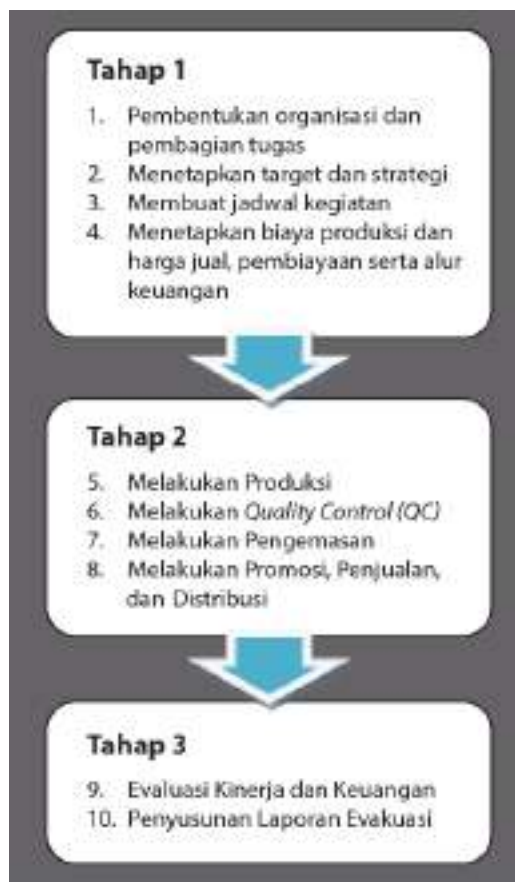 Tahap 1
1. Pembentukan organisasi dan
pembagian tugas
2. Menetapkan target dan strategi
3. Membuat jadwal kegiatan
4. Menetapkan biaya produksi dan
harga jual, pembiayaan serta alur
keuangan
Tahap 2
5. Melakukan Produksi
6. Melakukan Quality Control (QC)
7. Melakukan Pengemasan
8. Melakukan Promosi, Penjualan,
dan Distribusi
Tahap 3
9. Evaluasi Kinerja dan Keuangan
10. Penyusunan Laporan Evakuasi